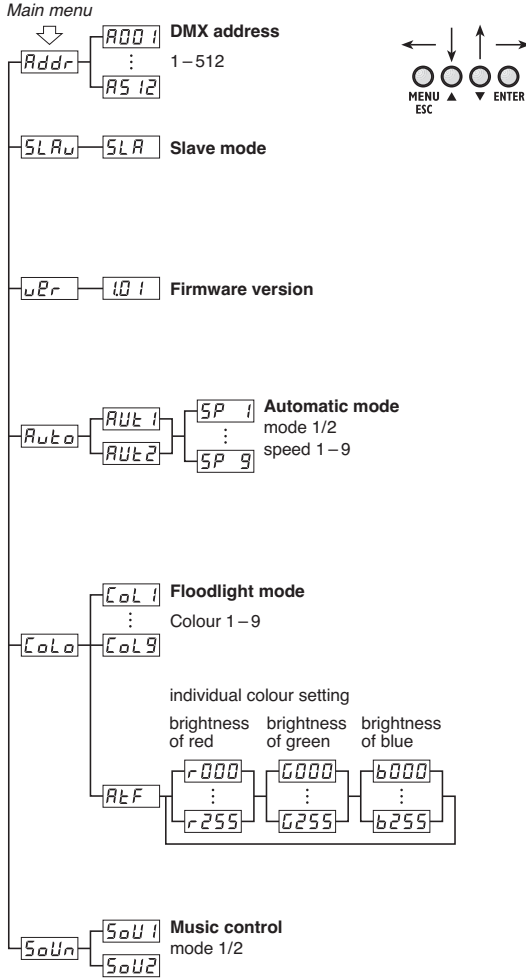 Main menu
Addr
A001
⋮
A512
DMX address
1–512
MENU ▲ ▼ ENTER
ESC
SLAv
SLA
Slave mode
vEr
1.01
Firmware version
Auto
AUt1
AUt2
SP 1
⋮
SP 9
Automatic mode
mode 1/2
speed 1–9
CoLo
CoL1
⋮
CoL9
Floodlight mode
Colour 1–9
individual colour setting
brightness brightness brightness
of red of green of blue
AtF
r000 G000 b000
⋮ ⋮ ⋮
r255 G255 b255
SoUn
SoU1
SoU2
Music control
mode 1/2